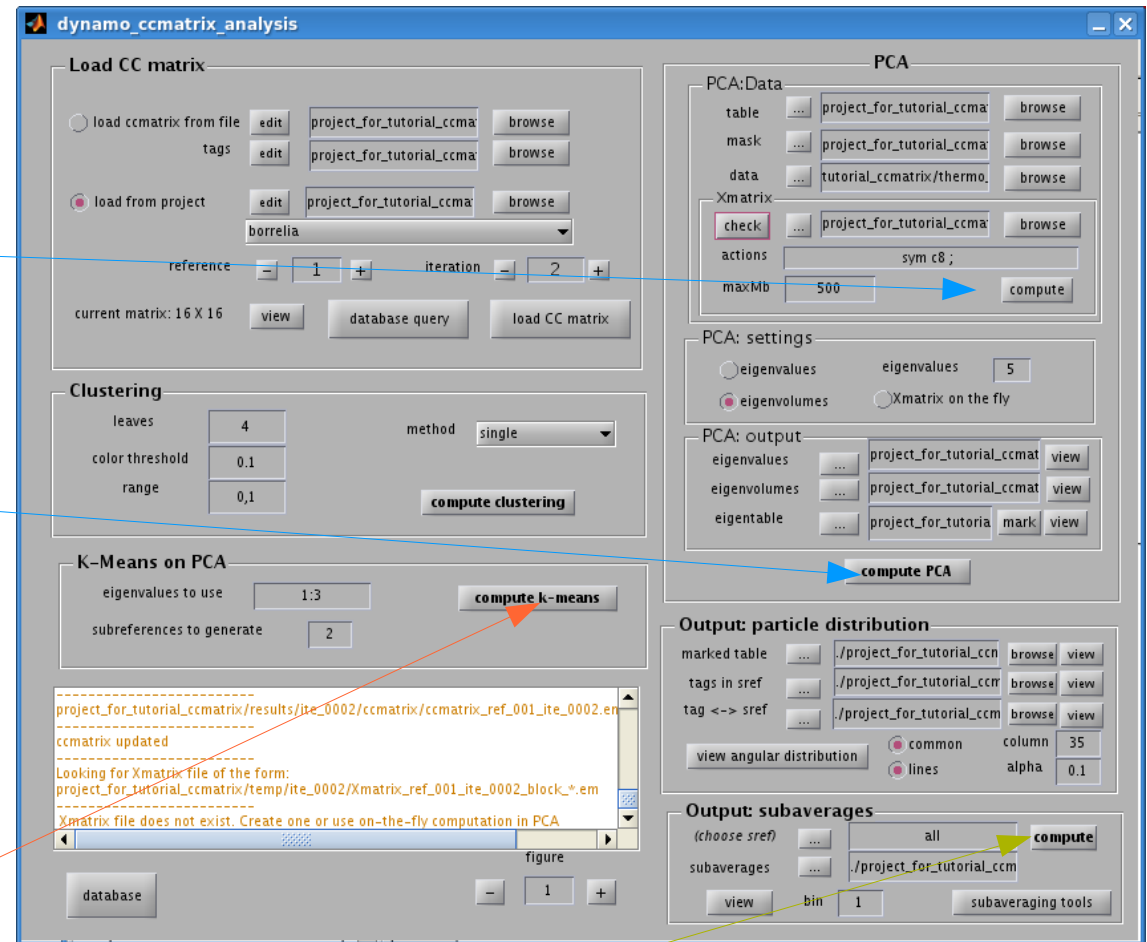 dynamo_ccmatrix_analysis
Load CC matrix
load ccmatrix from file edit project_for_tutorial_ccma browse
tags edit project_for_tutorial_ccma browse
load from project edit project_for_tutorial_ccma browse
borrelia
reference - 1 + iteration - 2 +
current matrix: 16 X 16 view database query load CC matrix
Clustering
leaves 4 method single
color threshold 0.1
range 0,1 compute clustering
K-Means on PCA
eigenvalues to use 1:3 compute k-means
subreferences to generate 2
--------------------------
project_for_tutorial_ccmatrix/results/ite_0002/ccmatrix/ccmatrix_ref_001_ite_0002.en
--------------------------
ccmatrix updated
--------------------------
Looking for Xmatrix file of the form:
project_for_tutorial_ccmatrix/temp/ite_0002/Xmatrix_ref_001_ite_0002_block_*.em
--------------------------
Xmatrix file does not exist. Create one or use on-the-fly computation in PCA
figure
database - 1 +
PCA
PCA:Data
table ... project_for_tutorial_ccma browse
mask ... project_for_tutorial_ccma browse
data ... tutorial_ccmatrix/thermo_ browse
Xmatrix
check ... project_for_tutorial_ccma browse
actions sym c8 ;
maxMb 500 compute
PCA: settings
eigenvalues eigenvalues 5
eigenvolumes Xmatrix on the fly
PCA: output
eigenvalues ... project_for_tutorial_ccmat view
eigenvolumes ... project_for_tutorial_ccmat view
eigentable ... project_for_tutoria mark view
compute PCA
Output: particle distribution
marked table ... ./project_for_tutorial_ccn browse view
tags in sref ... ./project_for_tutorial_ccm browse view
tag <-> sref ... ./project_for_tutorial_ccm browse view
view angular distribution common column 35
lines alpha 0.1
Output: subaverages
(choose sref) ... all compute
subaverages ... ./project_for_tutorial_ccm
view bin 1 subaveraging tools